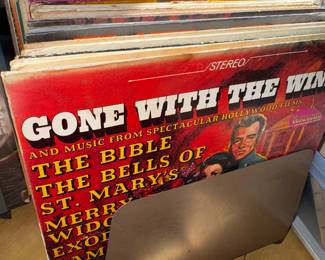 STEREO
GONE WITH THE WIN
AND MUSIC FROM SPECTACULAR HOLLYWOOD FILMS
THE BIBLE
THE BELLS OF
ST. MARY'S
MERRY
WIDO
EXO